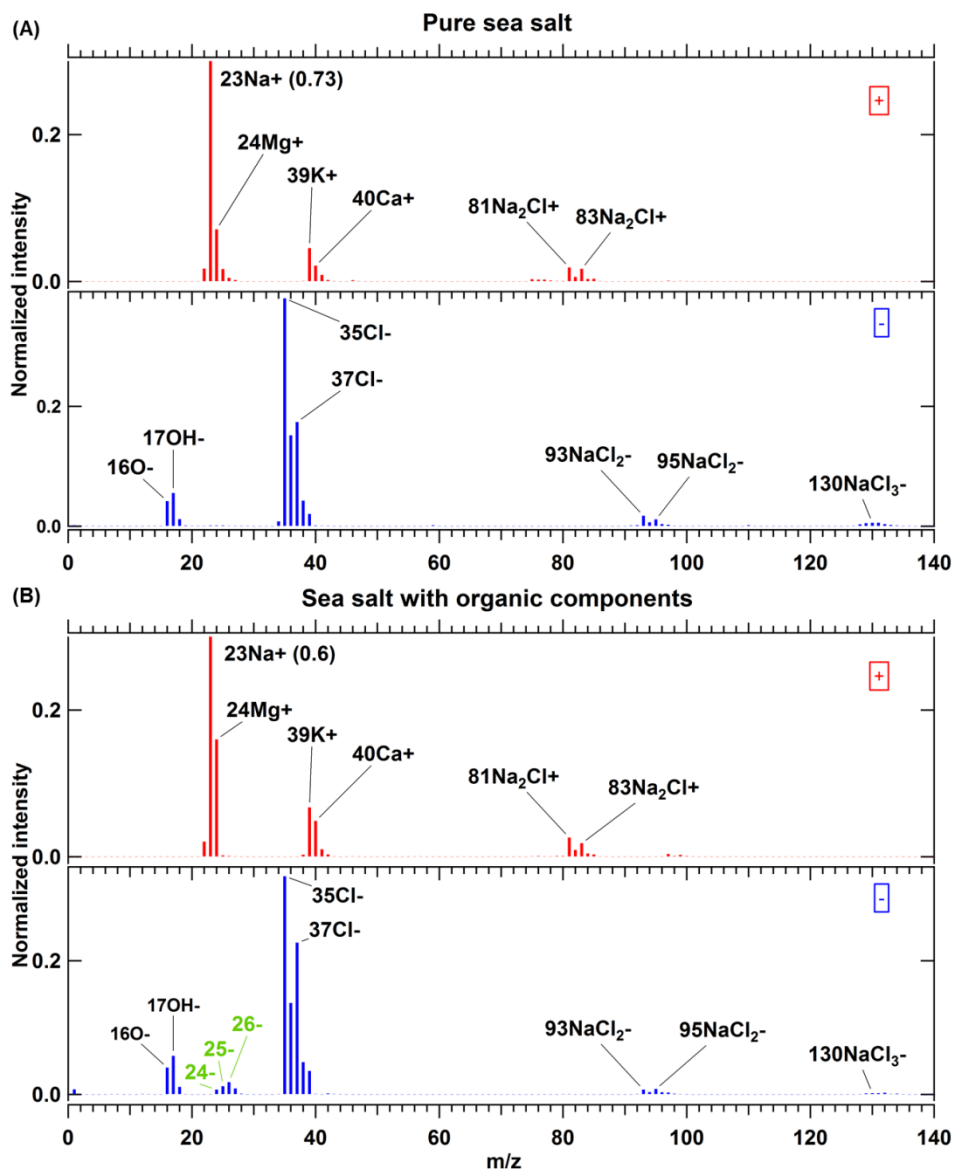 (A)
Pure sea salt
Normalized intensity
0.2
0.0
23Na+ (0.73)
24Mg+
39K+
40Ca+
81Na₂Cl+
83Na₂Cl+
+
Normalized intensity
0.2
0.0
16O-
17OH-
35Cl-
37Cl-
93NaCl₂-
95NaCl₂-
130NaCl₃-
-
0 20 40 60 80 100 120 140
(B)
Sea salt with organic components
Normalized intensity
0.2
0.0
23Na+ (0.6)
24Mg+
39K+
40Ca+
81Na₂Cl+
83Na₂Cl+
+
Normalized intensity
0.2
0.0
16O-
17OH-
24-
25-
26-
35Cl-
37Cl-
93NaCl₂-
95NaCl₂-
130NaCl₃-
-
0 20 40 60 80 100 120 140
m/z